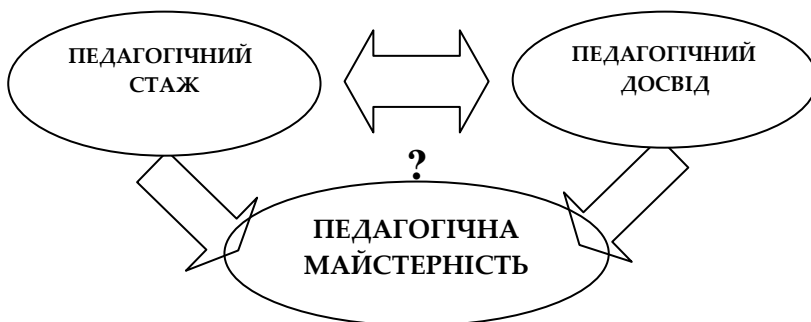 ПЕДАГОГІЧНИЙ
СТАЖ
ПЕДАГОГІЧНИЙ
ДОСВІД
?
ПЕДАГОГІЧНА
МАЙСТЕРНІСТЬ